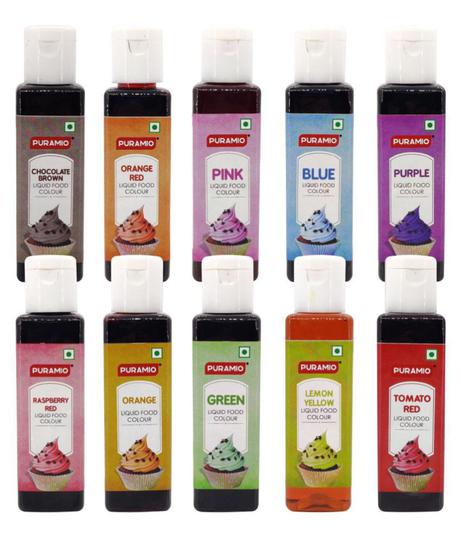 PURAMIO
CHOCOLATE
BROWN
LIQUID FOOD
COLOUR
PURAMIO
ORANGE
RED
LIQUID FOOD
COLOUR
PURAMIO
PINK
LIQUID FOOD
COLOUR
PURAMIO
BLUE
LIQUID FOOD
COLOUR
PURAMIO
PURPLE
LIQUID FOOD
COLOUR
PURAMIO
RASPBERRY
RED
LIQUID FOOD
COLOUR
PURAMIO
ORANGE
LIQUID FOOD
COLOUR
PURAMIO
GREEN
LIQUID FOOD
COLOUR
PURAMIO
LEMON
YELLOW
LIQUID FOOD
COLOUR
PURAMIO
TOMATO
RED
LIQUID FOOD
COLOUR